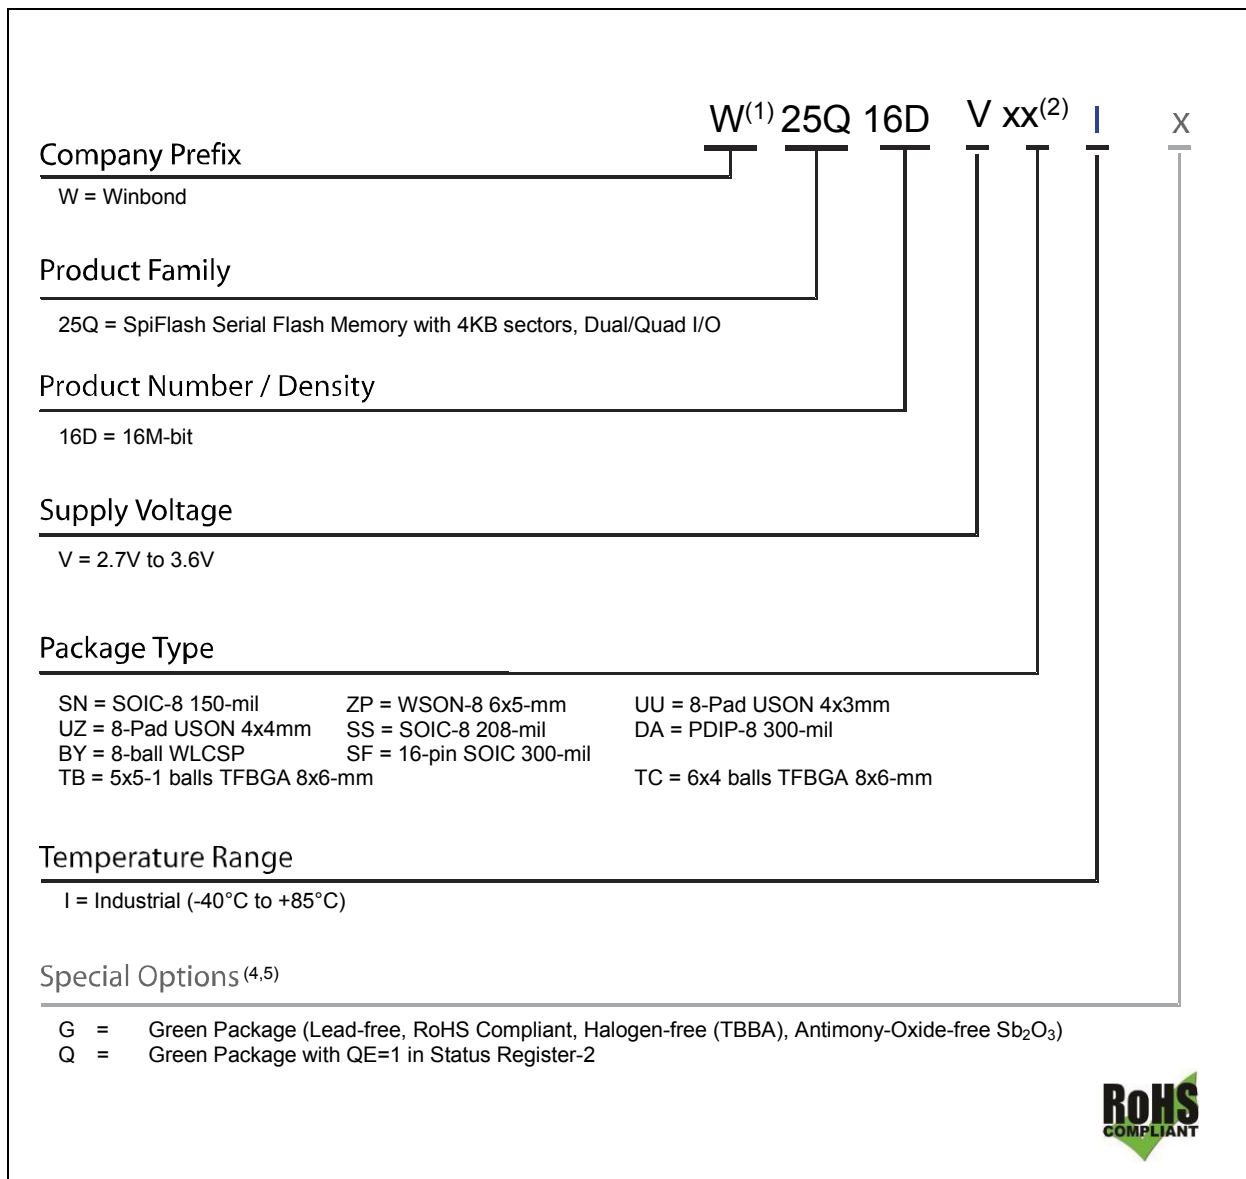 W(1) 25Q 16D V xx(2) I x
Company Prefix
W = Winbond
Product Family
25Q = SpiFlash Serial Flash Memory with 4KB sectors, Dual/Quad I/O
Product Number / Density
16D = 16M-bit
Supply Voltage
V = 2.7V to 3.6V
Package Type
SN = SOIC-8 150-mil ZP = WSON-8 6x5-mm UU = 8-Pad USON 4x3mm
UZ = 8-Pad USON 4x4mm SS = SOIC-8 208-mil DA = PDIP-8 300-mil
BY = 8-ball WLCSP SF = 16-pin SOIC 300-mil
TB = 5x5-1 balls TFBGA 8x6-mm TC = 6x4 balls TFBGA 8x6-mm
Temperature Range
I = Industrial (-40°C to +85°C)
Special Options (4,5)
G = Green Package (Lead-free, RoHS Compliant, Halogen-free (TBBA), Antimony-Oxide-free Sb2O3)
Q = Green Package with QE=1 in Status Register-2
RoHS
COMPLIANT